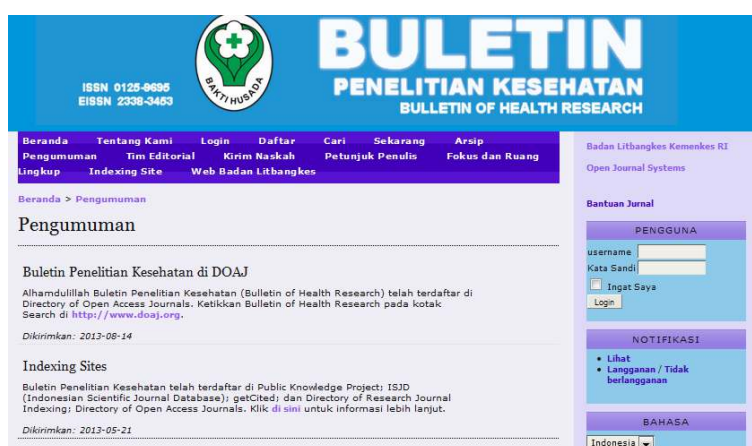 BULETIN
PENELITIAN KESEHATAN
BULLETIN OF HEALTH RESEARCH
ISSN 0125-9695
EISSN 2338-3453
BAKTI HUSADA
Beranda Tentang Kami Login Daftar Cari Sekarang Arsip
Pengumuman Tim Editorial Kirim Naskah Petunjuk Penulis Fokus dan Ruang
Lingkup Indexing Site Web Badan Litbangkes
Beranda > Pengumuman
Pengumuman
Buletin Penelitian Kesehatan di DOAJ
Alhamdulillah Buletin Penelitian Kesehatan (Bulletin of Health Research) telah terdaftar di
Directory of Open Access Journals. Ketikkan Bulletin of Health Research pada kotak
Search di http://www.doaj.org.
Dikirimkan: 2013-08-14
Indexing Sites
Buletin Penelitian Kesehatan telah terdaftar di Public Knowledge Project; ISJD
(Indonesian Scientific Journal Database); getCited; dan Directory of Research Journal
Indexing; Directory of Open Access Journals. Klik di sini untuk informasi lebih lanjut.
Dikirimkan: 2013-05-21
Badan Litbangkes Kemenkes RI
Open Journal Systems
Bantuan Jurnal
PENGGUNA
username
Kata Sandi
Ingat Saya
Login
NOTIFIKASI
Lihat
Langganan / Tidak
berlangganan
BAHASA
Indonesia